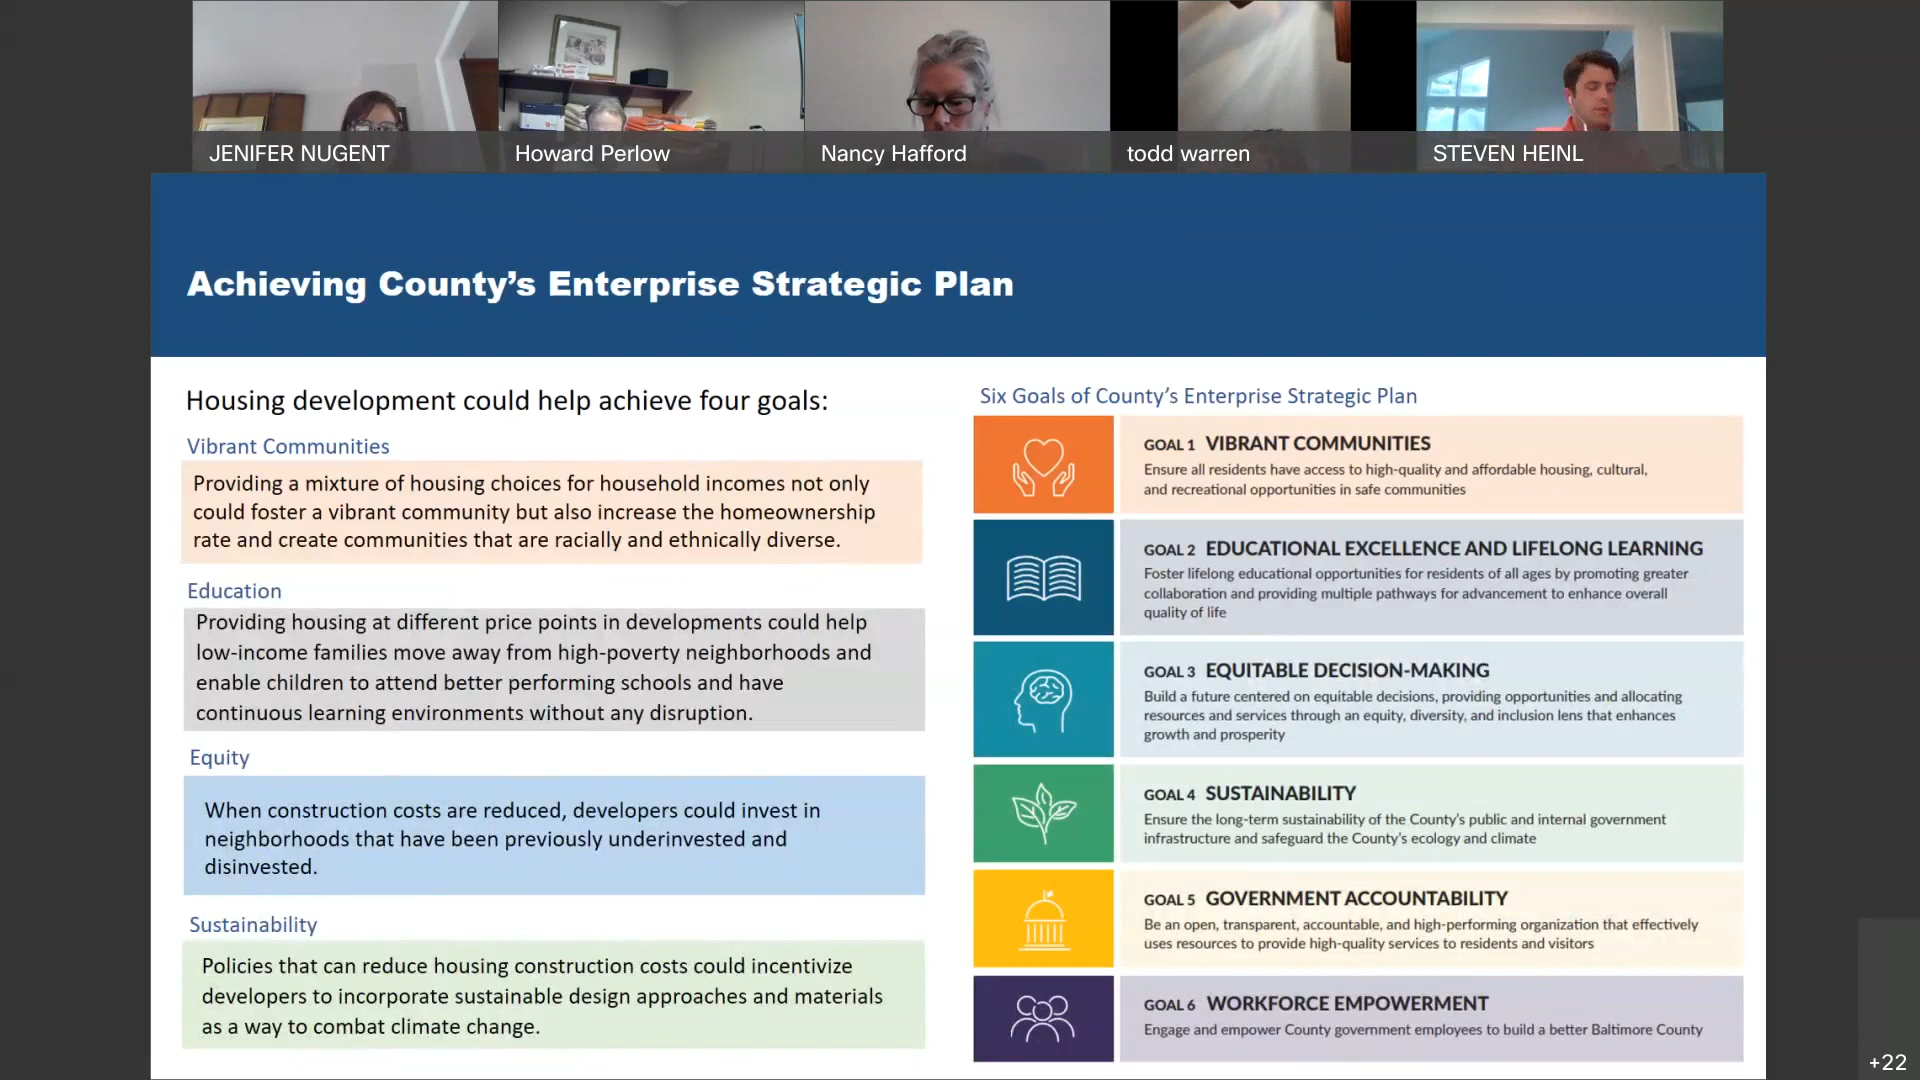 JENIFER NUGENT
Howard Perlow
Nancy Hafford
todd warren
STEVEN HEINL
Achieving County’s Enterprise Strategic Plan
Housing development could help achieve four goals:
Vibrant Communities
Providing a mixture of housing choices for household incomes not only
could foster a vibrant community but also increase the homeownership
rate and create communities that are racially and ethnically diverse.
Education
Providing housing at different price points in developments could help
low-income families move away from high-poverty neighborhoods and
enable children to attend better performing schools and have
continuous learning environments without any disruption.
Equity
When construction costs are reduced, developers could invest in
neighborhoods that have been previously underinvested and
disinvested.
Sustainability
Policies that can reduce housing construction costs could incentivize
developers to incorporate sustainable design approaches and materials
as a way to combat climate change.
Six Goals of County’s Enterprise Strategic Plan
GOAL 1 VIBRANT COMMUNITIES
Ensure all residents have access to high-quality and affordable housing, cultural,
and recreational opportunities in safe communities
GOAL 2 EDUCATIONAL EXCELLENCE AND LIFELONG LEARNING
Foster lifelong educational opportunities for residents of all ages by promoting greater
collaboration and providing multiple pathways for advancement to enhance overall
quality of life
GOAL 3 EQUITABLE DECISION-MAKING
Build a future centered on equitable decisions, providing opportunities and allocating
resources and services through an equity, diversity, and inclusion lens that enhances
growth and prosperity
GOAL 4 SUSTAINABILITY
Ensure the long-term sustainability of the County’s public and internal government
infrastructure and safeguard the County’s ecology and climate
GOAL 5 GOVERNMENT ACCOUNTABILITY
Be an open, transparent, accountable, and high-performing organization that effectively
uses resources to provide high-quality services to residents and visitors
GOAL 6 WORKFORCE EMPOWERMENT
Engage and empower County government employees to build a better Baltimore County
+22